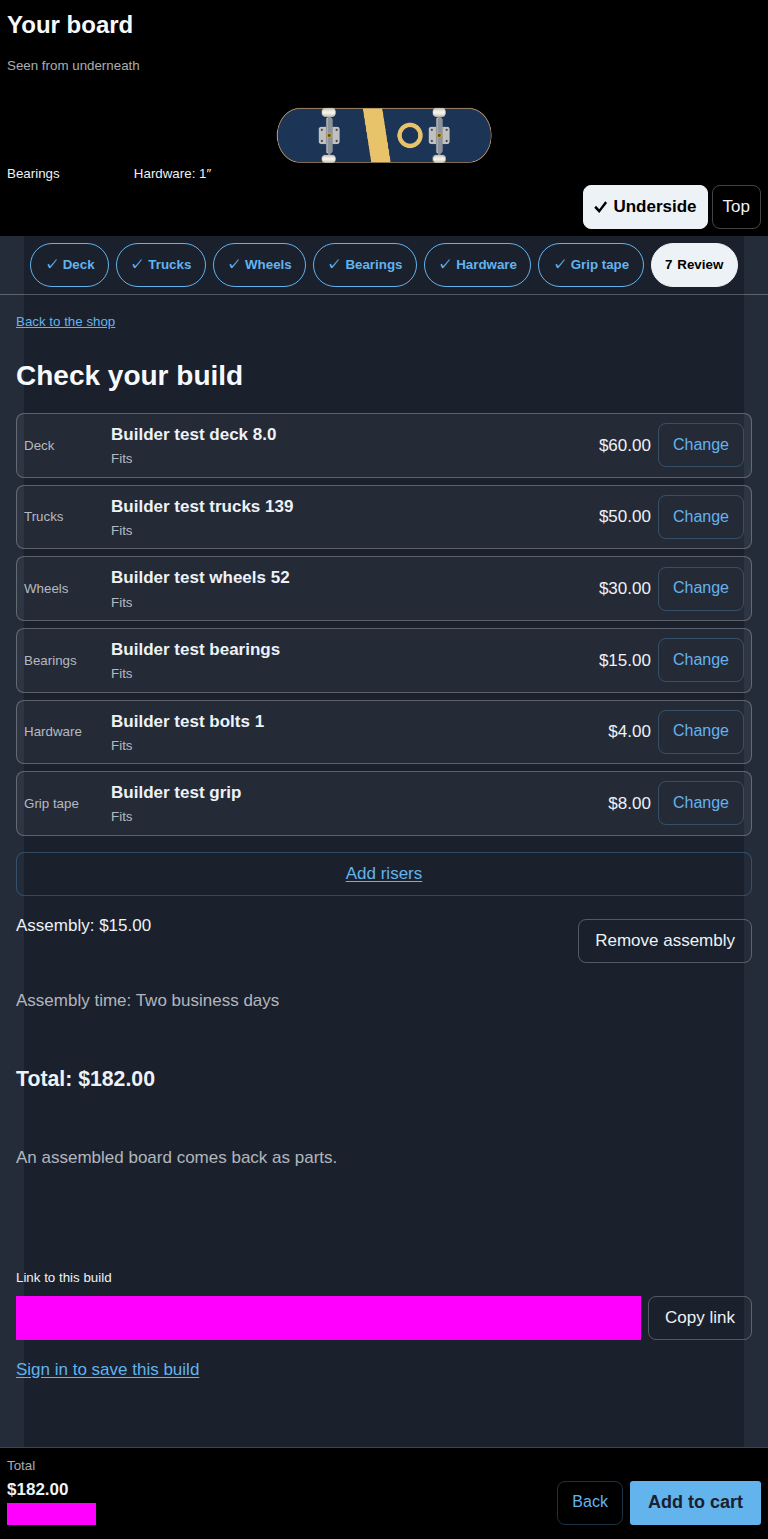 Your board
Seen from underneath
Bearings
Hardware: 1″
✓ Underside
Top
✓ Deck
✓ Trucks
✓ Wheels
✓ Bearings
✓ Hardware
✓ Grip tape
7 Review
Back to the shop
Check your build
Deck
Builder test deck 8.0
Fits
$60.00
Change
Trucks
Builder test trucks 139
Fits
$50.00
Change
Wheels
Builder test wheels 52
Fits
$30.00
Change
Bearings
Builder test bearings
Fits
$15.00
Change
Hardware
Builder test bolts 1
Fits
$4.00
Change
Grip tape
Builder test grip
Fits
$8.00
Change
Add risers
Assembly: $15.00
Remove assembly
Assembly time: Two business days
Total: $182.00
An assembled board comes back as parts.
Link to this build
Copy link
Sign in to save this build
Total
$182.00
Back
Add to cart